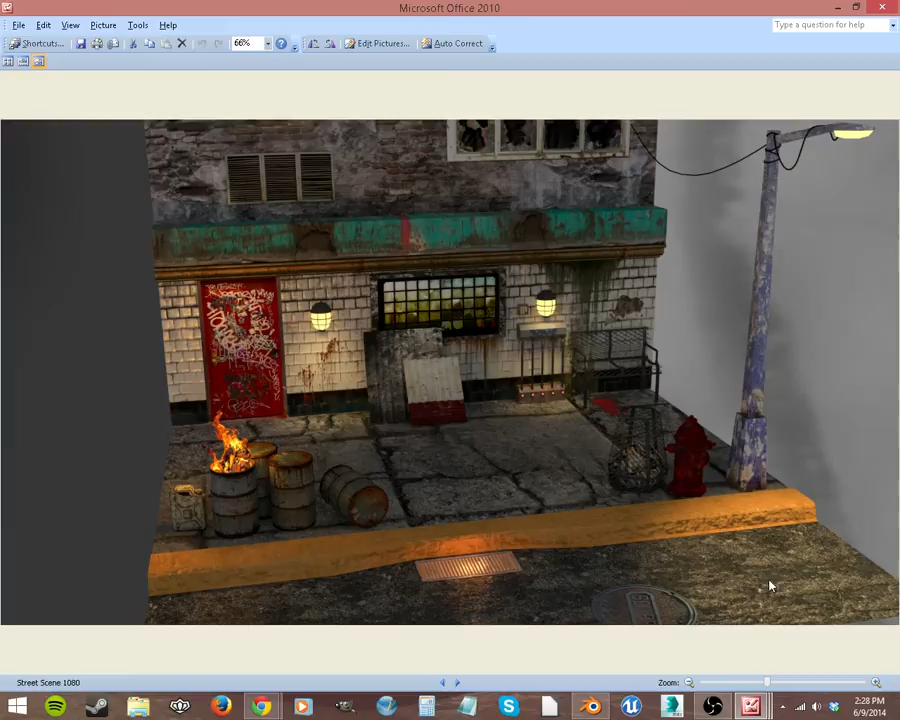 Microsoft Office 2010
File Edit View Picture Tools Help
Type a question for help
Shortcuts... 66% Edit Pictures... Auto Correct
Street Scene 1080
Zoom:
2:28 PM
6/9/2014